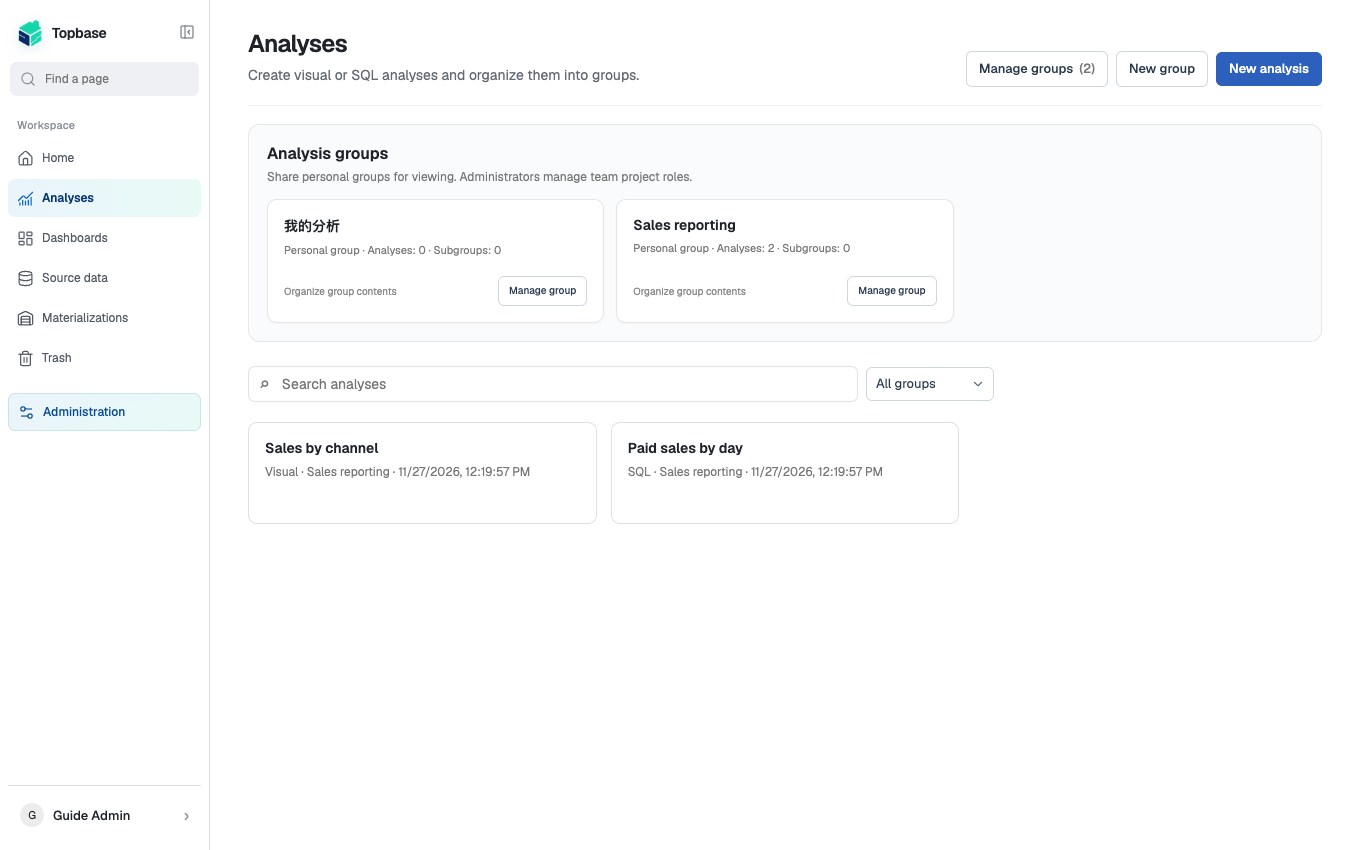 Topbase
Find a page
Workspace
Home
Analyses
Dashboards
Source data
Materializations
Trash
Administration
G Guide Admin
Analyses
Create visual or SQL analyses and organize them into groups.
Manage groups (2) New group New analysis
Analysis groups
Share personal groups for viewing. Administrators manage team project roles.
我的分析
Personal group · Analyses: 0 · Subgroups: 0
Organize group contents Manage group
Sales reporting
Personal group · Analyses: 2 · Subgroups: 0
Organize group contents Manage group
Search analyses All groups
Sales by channel
Visual · Sales reporting · 11/27/2026, 12:19:57 PM
Paid sales by day
SQL · Sales reporting · 11/27/2026, 12:19:57 PM